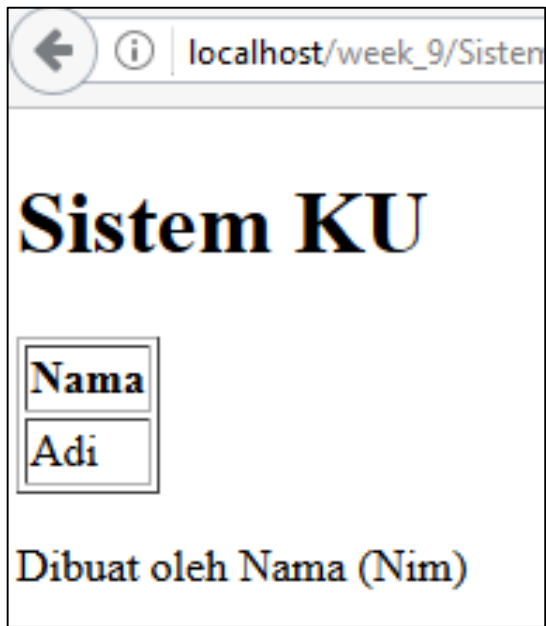 localhost/week_9/Sistem
Sistem KU
Nama
Adi
Dibuat oleh Nama (Nim)